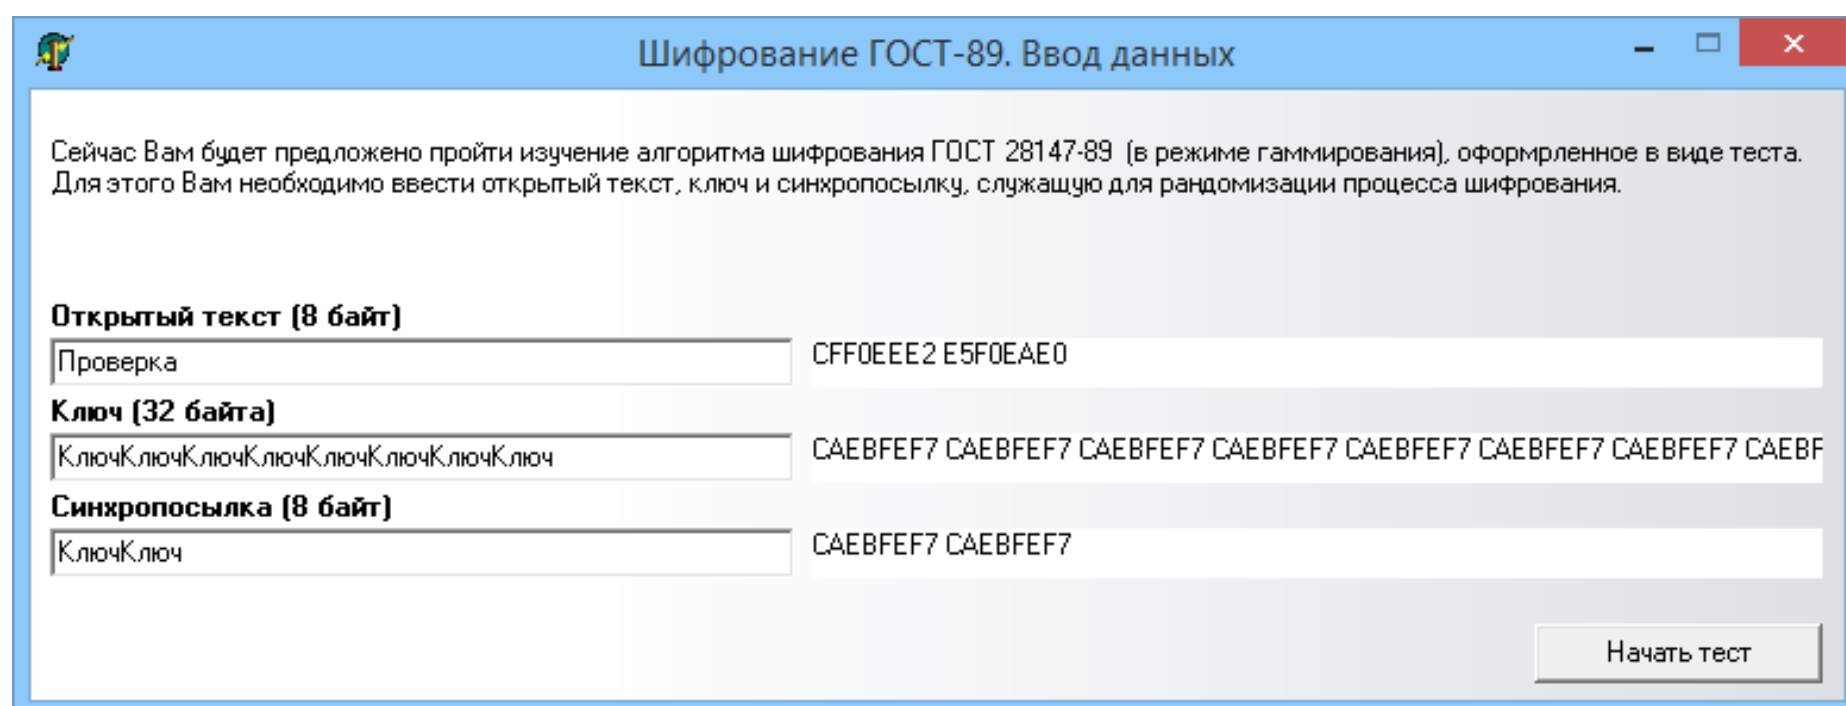 Шифрование ГОСТ-89. Ввод данных
Сейчас Вам будет предложено пройти изучение алгоритма шифрования ГОСТ 28147-89 (в режиме гаммирования), оформрленное в виде теста.
Для этого Вам необходимо ввести открытый текст, ключ и синхропосылку, служащую для рандомизации процесса шифрования.
Открытый текст (8 байт)
Проверка CFF0EEE2 E5F0EAE0
Ключ (32 байта)
КлючКлючКлючКлючКлючКлючКлючКлюч CAEBFEF7 CAEBFEF7 CAEBFEF7 CAEBFEF7 CAEBFEF7 CAEBFEF7 CAEBFEF7 CAEBF
Синхропосылка (8 байт)
КлючКлюч CAEBFEF7 CAEBFEF7
Начать тест